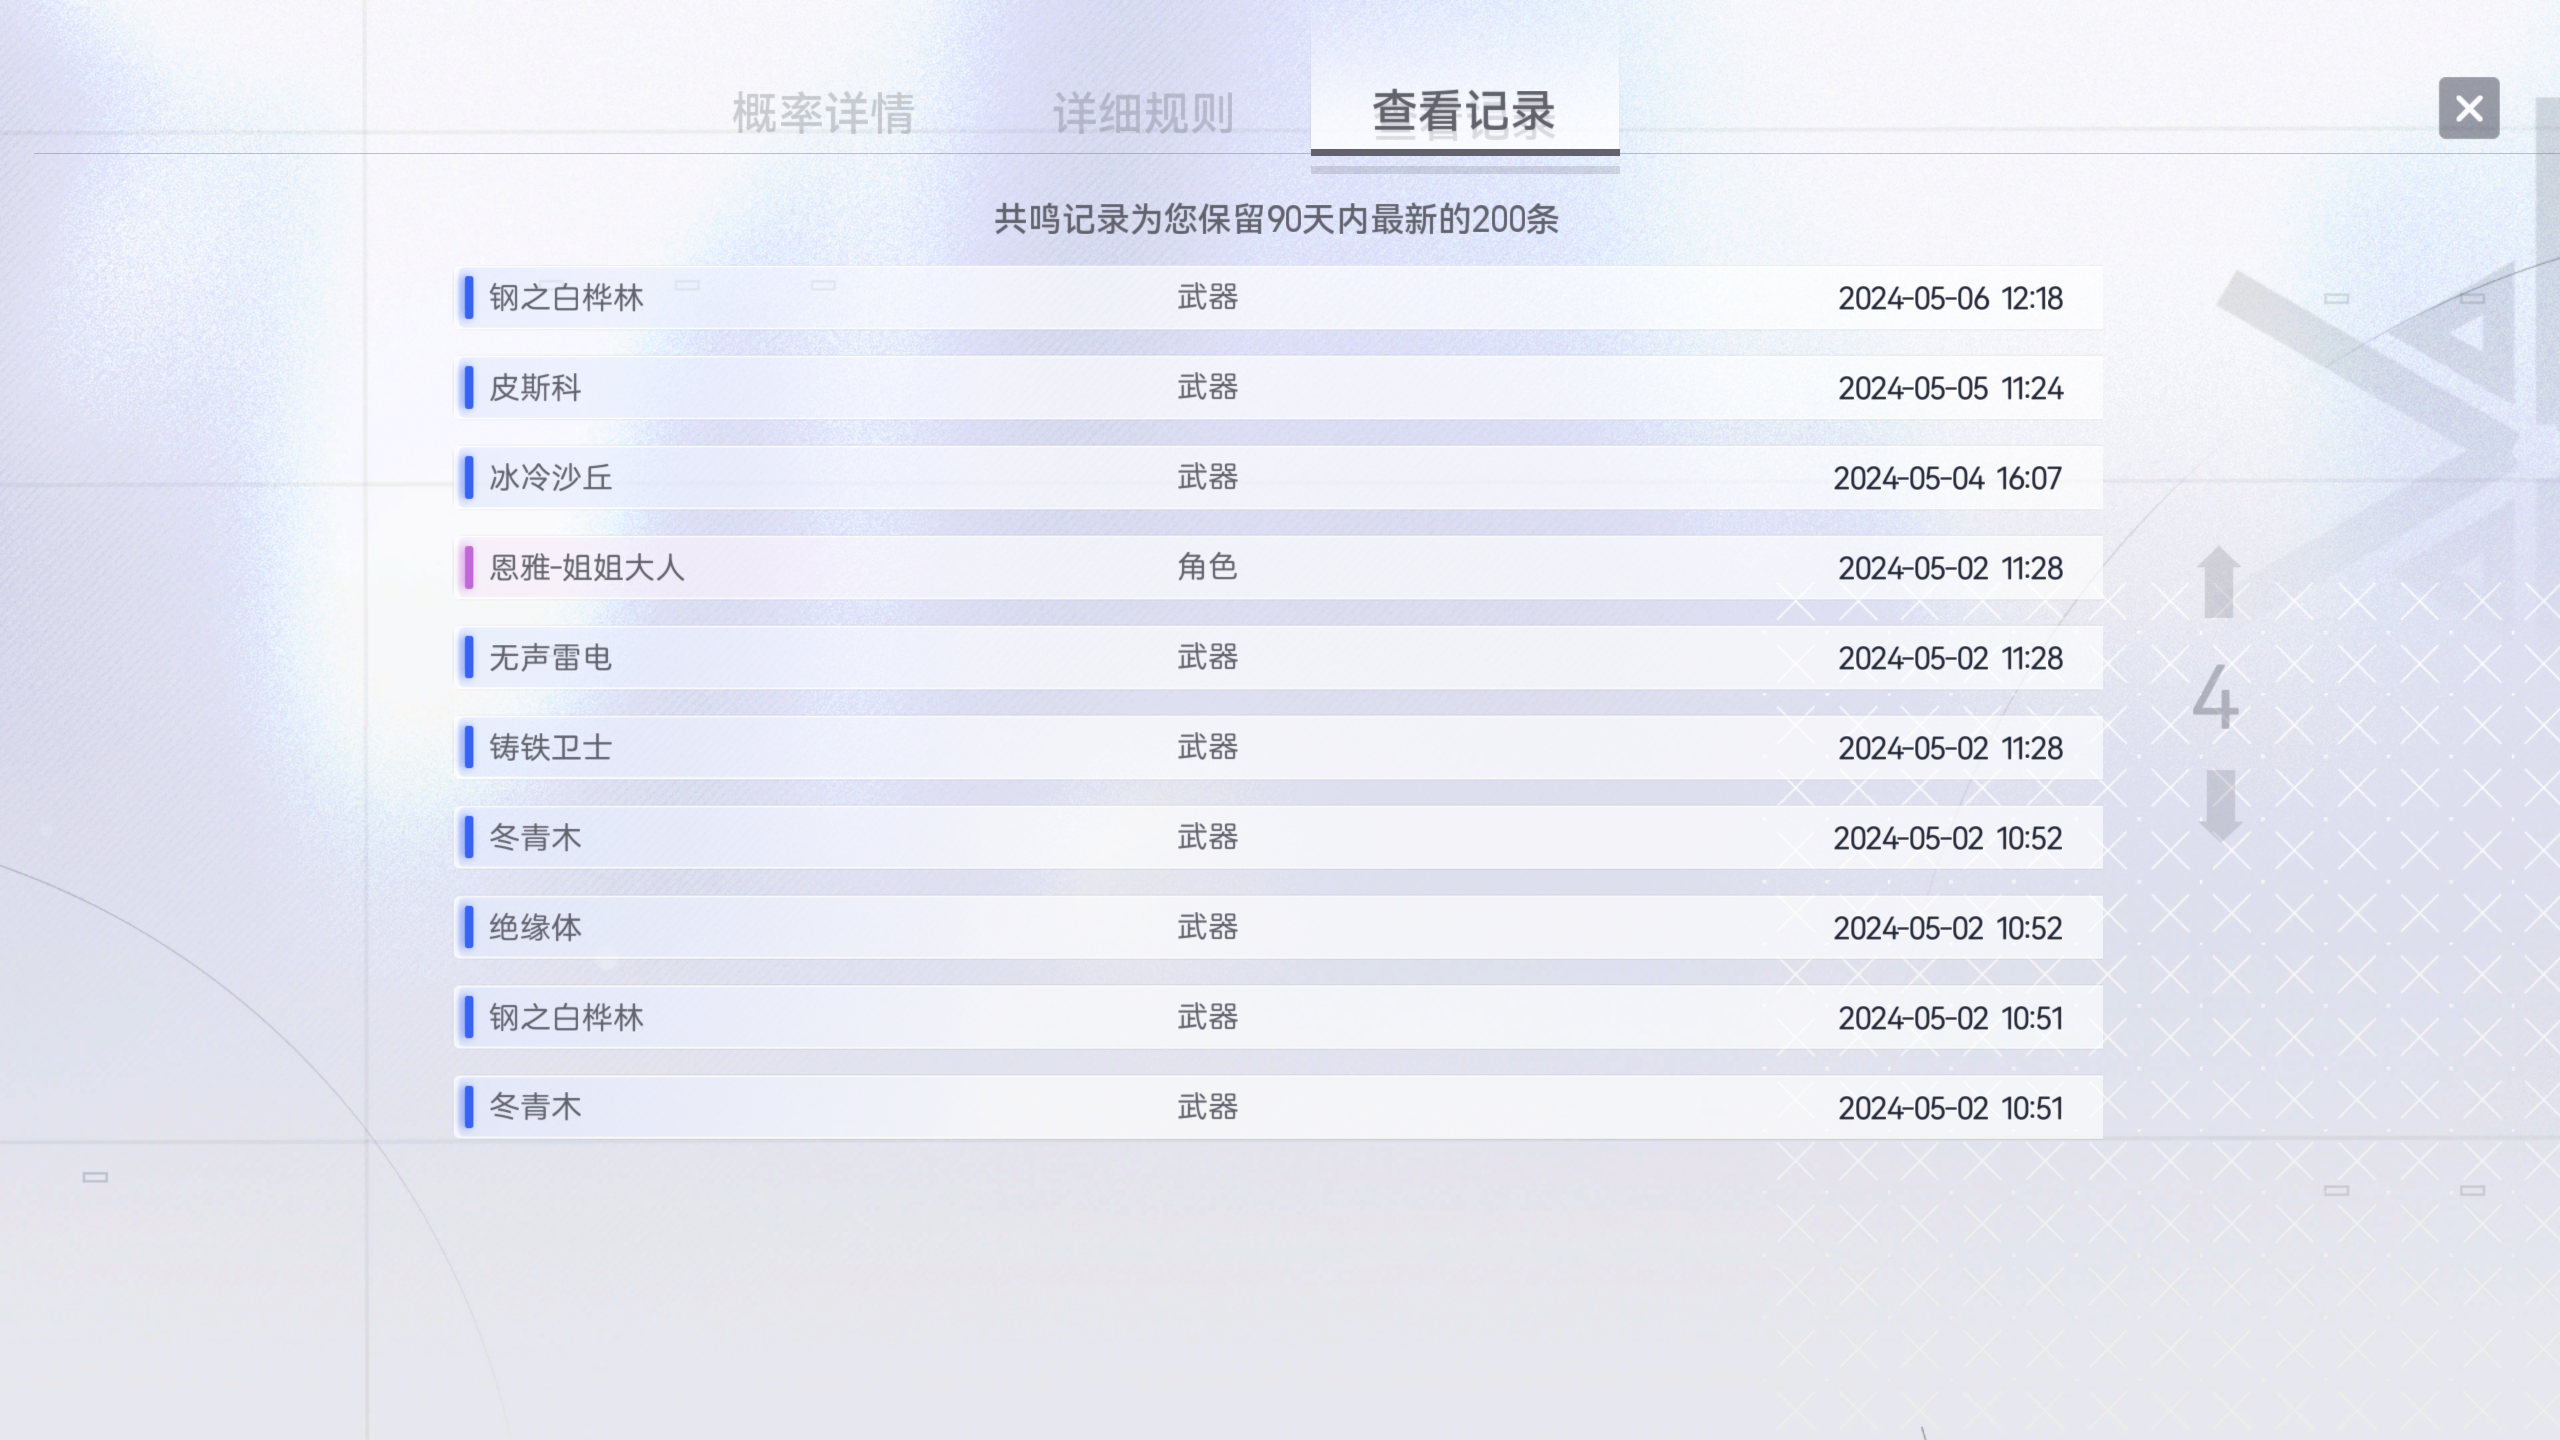 概率详情 详细规则 查看记录
共鸣记录为您保留90天内最新的200条
钢之白桦林 武器 2024-05-06 12:18
皮斯科 武器 2024-05-05 11:24
冰冷沙丘 武器 2024-05-04 16:07
恩雅-姐姐大人 角色 2024-05-02 11:28
无声雷电 武器 2024-05-02 11:28
铸铁卫士 武器 2024-05-02 11:28
4
冬青木 武器 2024-05-02 10:52
绝缘体 武器 2024-05-02 10:52
钢之白桦林 武器 2024-05-02 10:51
冬青木 武器 2024-05-02 10:51